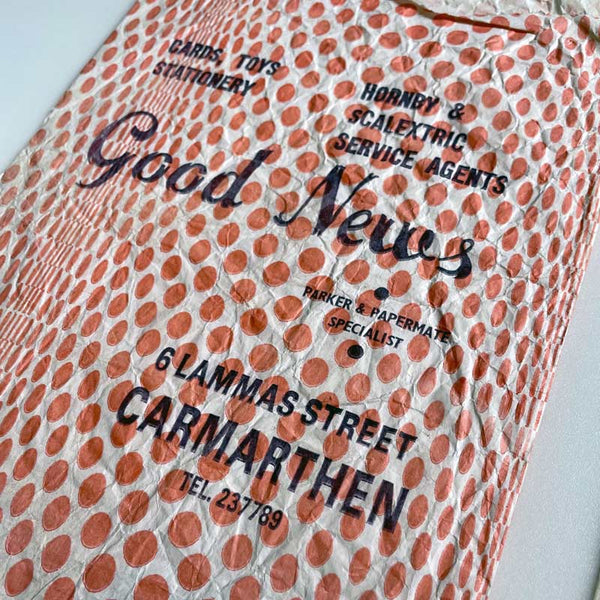 CARDS, TOYS
STATIONERY
HORNBY &
SCALEXTRIC
SERVICE AGENTS
Good News
PARKER & PAPERMATE
SPECIALIST
6 LAMMAS STREET
CARMARTHEN
TEL. 237789